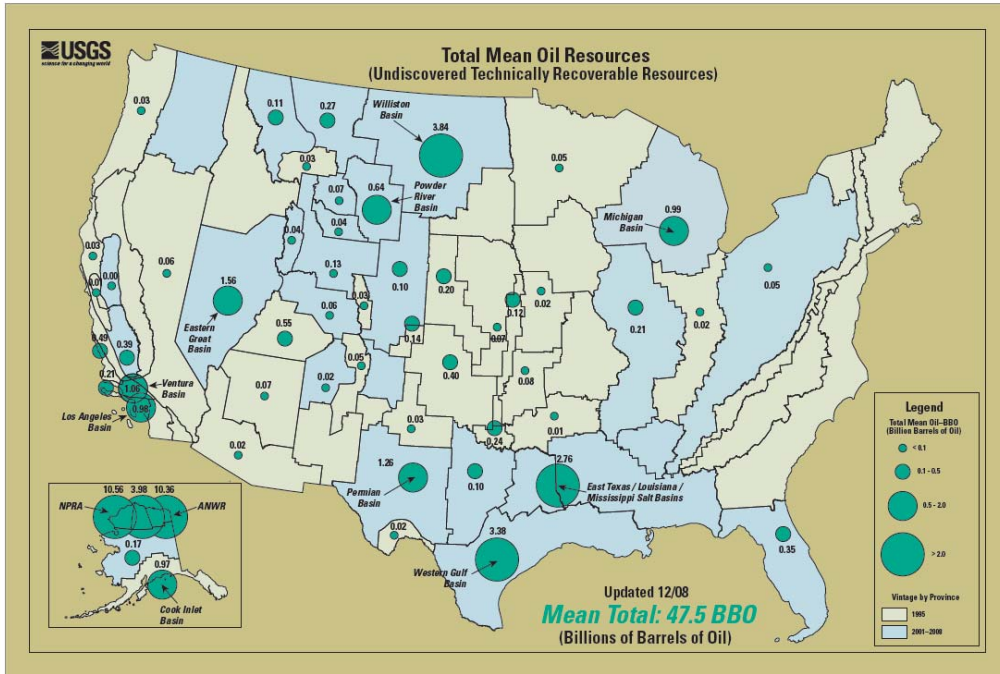 USGS
science for a changing world
Total Mean Oil Resources
(Undiscovered Technically Recoverable Resources)
0.03
0.11
0.27
Williston
Basin
3.84
0.03
0.05
0.07
0.64
Powder
River
Basin
0.04
0.04
Michigan
Basin
0.99
0.03
0.00
0.06
0.13
0.10
0.20
0.02
0.05
1.56
Eastern
Great
Basin
0.06
0.03
0.12
0.21
0.02
0.49
0.39
0.55
0.14
0.07
0.05
0.40
0.08
0.21
1.06
Ventura
Basin
0.07
0.02
Los Angeles
Basin
0.98
0.03
0.24
0.01
0.02
1.26
Permian
Basin
0.10
2.76
East Texas / Louisiana /
Mississippi Salt Basins
0.02
3.38
Western Gulf
Basin
0.35
10.56
3.98
10.36
NPRA
ANWR
0.17
0.97
Cook Inlet
Basin
Updated 12/08
Mean Total: 47.5 BBO
(Billions of Barrels of Oil)
Legend
Total Mean Oil–BBO
(Billion Barrels of Oil)
< 0.1
0.1 - 0.5
0.5 - 2.0
> 2.0
Vintage by Province
1995
2001–2008